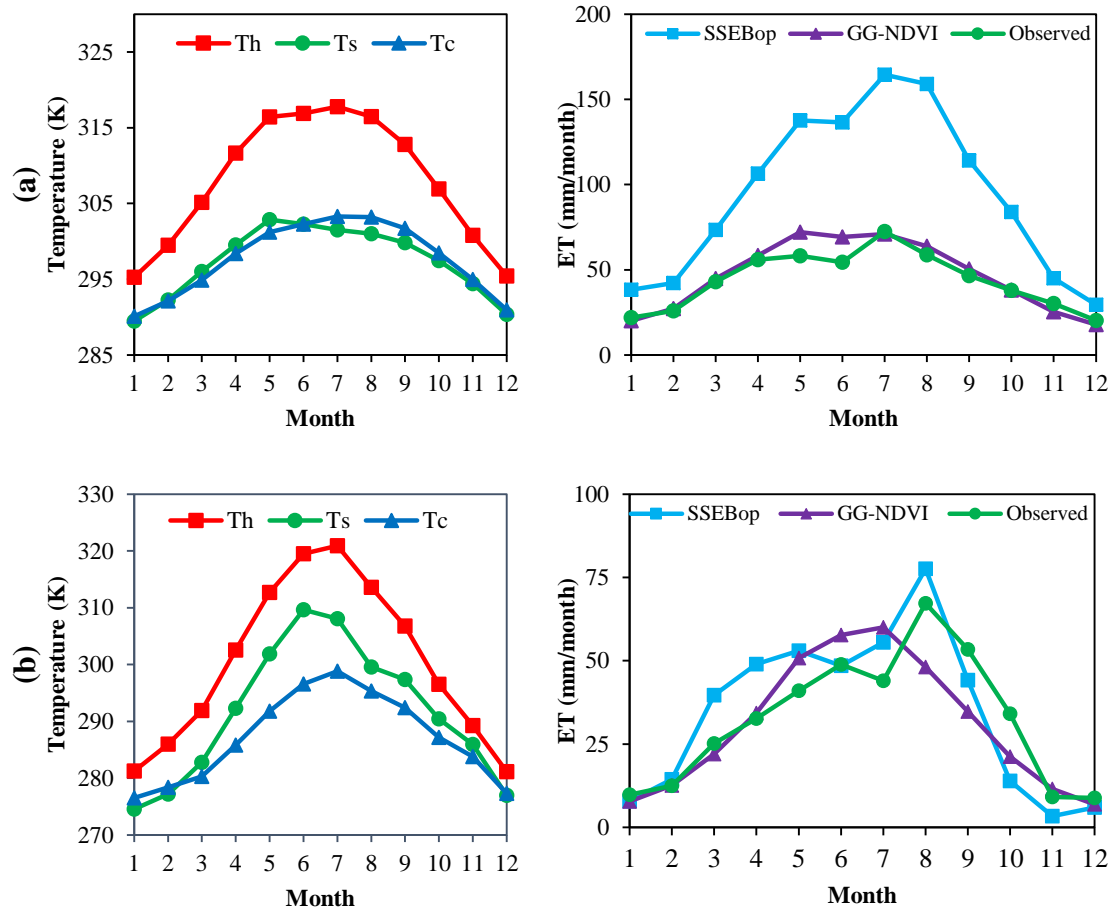 (a)
Temperature (K)
325
315
305
295
285
Th Ts Tc
1 2 3 4 5 6 7 8 9 10 11 12
Month
ET (mm/month)
200
150
100
50
0
SSEBop GG-NDVI Observed
1 2 3 4 5 6 7 8 9 10 11 12
Month
(b)
Temperature (K)
330
320
310
300
290
280
270
Th Ts Tc
1 2 3 4 5 6 7 8 9 10 11 12
Month
ET (mm/month)
100
75
50
25
0
SSEBop GG-NDVI Observed
1 2 3 4 5 6 7 8 9 10 11 12
Month